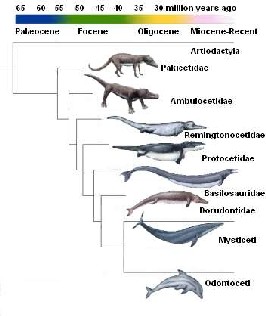 65 60 55 50 45 40 35 30 million years ago
Palæocene Eocene Oligocene Miocene-Recent
Artiodactyla
Pakicetidae
Ambulocetidae
Remingtonocetidae
Protocetidae
Basilosauridae
Dorudontidae
Mysticeti
Odontoceti